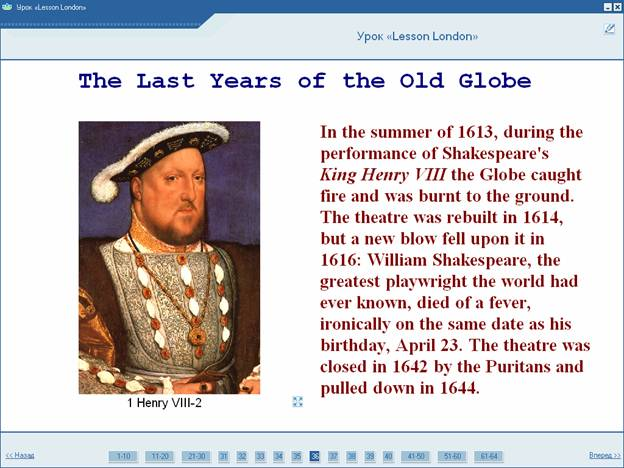 Урок «Lesson London»
Урок «Lesson London»
The Last Years of the Old Globe
In the summer of 1613, during the
performance of Shakespeare's
King Henry VIII the Globe caught
fire and was burnt to the ground.
The theatre was rebuilt in 1614,
but a new blow fell upon it in
1616: William Shakespeare, the
greatest playwright the world had
ever known, died of a fever,
ironically on the same date as his
birthday, April 23. The theatre was
closed in 1642 by the Puritans and
pulled down in 1644.
1 Henry VIII-2
<< Назад 1-10 11-20 21-30 31 32 33 34 35 36 37 38 39 40 41-50 51-60 61-64 Вперед >>